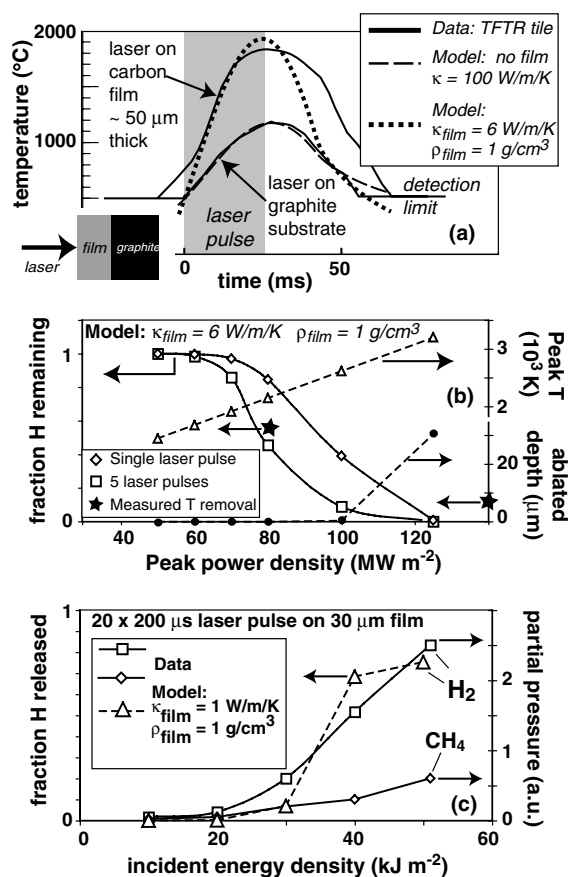 Data: TFTR tile
Model: no film
κ = 100 W/m/K
Model:
κfilm = 6 W/m/K
ρfilm = 1 g/cm³
temperature (°C)
2000
1000
laser on
carbon
film
~ 50 μm
thick
laser on
graphite
substrate
detection
limit
laser
pulse
(a)
film
graphite
laser
0
50
time (ms)
Model: κfilm = 6 W/m/K ρfilm = 1 g/cm³
(b)
fraction H remaining
1
0
Single laser pulse
5 laser pulses
Measured T removal
Peak T
(10³ K)
3
2
1
ablated
depth (μm)
20
0
40
60
80
100
120
Peak power density (MW m⁻²)
20 x 200 μs laser pulse on 30 μm film
Data
Model:
κfilm = 1 W/m/K
ρfilm = 1 g/cm³
H2
CH4
(c)
fraction H released
1
0
partial pressure (a.u.)
2
1
0
0
20
40
60
incident energy density (kJ m⁻²)